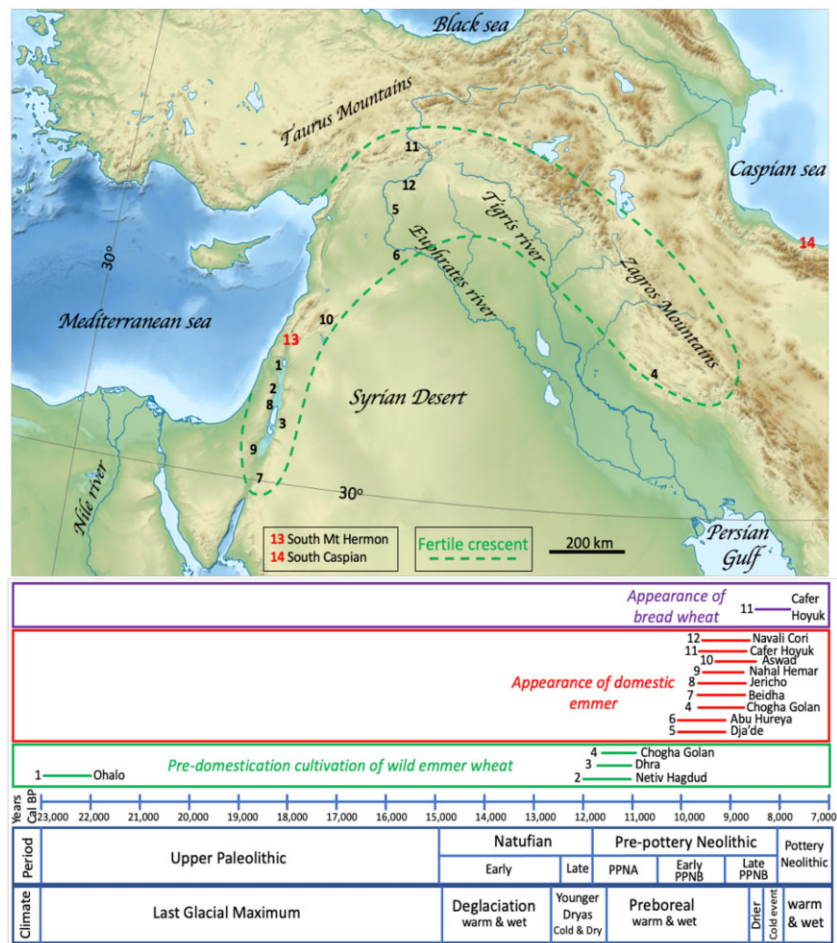 Black sea
Taurus Mountains
Caspian sea
11
12
5
Tigris river
14
30°
6
Euphrates river
Zagros Mountains
Mediterranean sea
10
13
1
4
2
Syrian Desert
8
3
9
7
30°
Nile river
13 South Mt Hermon
14 South Caspian
Fertile crescent
200 km
Persian
Gulf
Appearance of
bread wheat
11
Cafer
Hoyuk
Appearance of domestic
emmer
12 Navali Cori
11 Cafer Hoyuk
10 Aswad
9 Nahal Hemar
8 Jericho
7 Beidha
4 Chogha Golan
6 Abu Hureya
5 Dja'de
Pre-domestication cultivation of wild emmer wheat
1 Ohalo
4 Chogha Golan
3 Dhra
2 Netiv Hagdud
Years
Cal BP
23,000 22,000 21,000 20,000 19,000 18,000 17,000 16,000 15,000 14,000 13,000 12,000 11,000 10,000 9,000 8,000 7,000
Period
Upper Paleolithic
Natufian
Early
Late
Pre-pottery Neolithic
PPNA
Early
PPNB
Late
PPNB
Pottery
Neolithic
Climate
Last Glacial Maximum
Deglaciation
warm & wet
Younger
Dryas
Cold & Dry
Preboreal
warm & wet
Drier
Cold event
warm
& wet